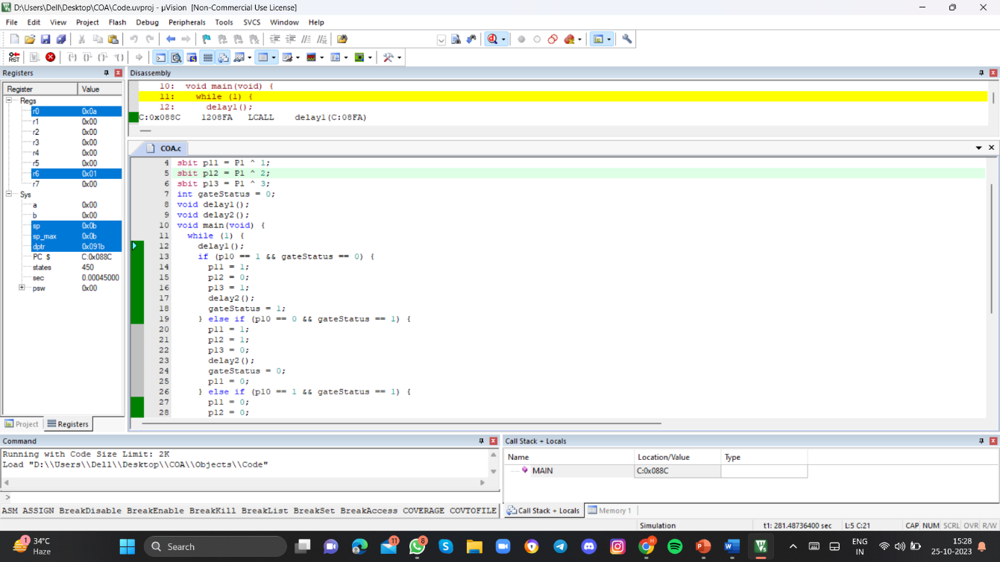 D:\Users\Dell\Desktop\COA\Code.uvproj - µVision  [Non-Commercial Use License]
File Edit View Project Flash Debug Peripherals Tools SVCS Window Help
RST
Registers
Disassembly
Register Value
Regs
r0 0x0a
r1 0x00
r2 0x00
r3 0x00
r4 0x00
r5 0x00
r6 0x01
r7 0x00
Sys
a 0x00
b 0x00
sp 0x0b
sp_max 0x0b
dptr 0x091b
PC $ C:0x088C
states 450
sec 0.00045000
psw 0x00
Project Registers
10: void main(void) {
11: while (1) {
12: delay1();
C:0x088C 1208FA LCALL delay1(C:08FA)
COA.c
4 sbit p11 = P1 ^ 1;
5 sbit p12 = P1 ^ 2;
6 sbit p13 = P1 ^ 3;
7 int gateStatus = 0;
8 void delay1();
9 void delay2();
10 void main(void) {
11 while (1) {
12 delay1();
13 if (p10 == 1 && gateStatus == 0) {
14 p11 = 1;
15 p12 = 0;
16 p13 = 1;
17 delay2();
18 gateStatus = 1;
19 } else if (p10 == 0 && gateStatus == 1) {
20 p11 = 1;
21 p12 = 1;
22 p13 = 0;
23 delay2();
24 gateStatus = 0;
25 p11 = 0;
26 } else if (p10 == 1 && gateStatus == 1) {
27 p11 = 0;
28 p12 = 0;
Command
Running with Code Size Limit: 2K
Load "D:\\Users\\Dell\\Desktop\\COA\\Objects\\Code"
>
ASM ASSIGN BreakDisable BreakEnable BreakKill BreakList BreakSet BreakAccess COVERAGE COVTOFILE
Call Stack + Locals
Name Location/Value Type
MAIN C:0x088C
Call Stack + Locals Memory 1
Simulation t1: 281.48736400 sec L:5 C:21 CAP NUM SCRL OVR R/W
1
34°C
Haze
Search
11
8
H
ENG
IN
15:28
25-10-2023